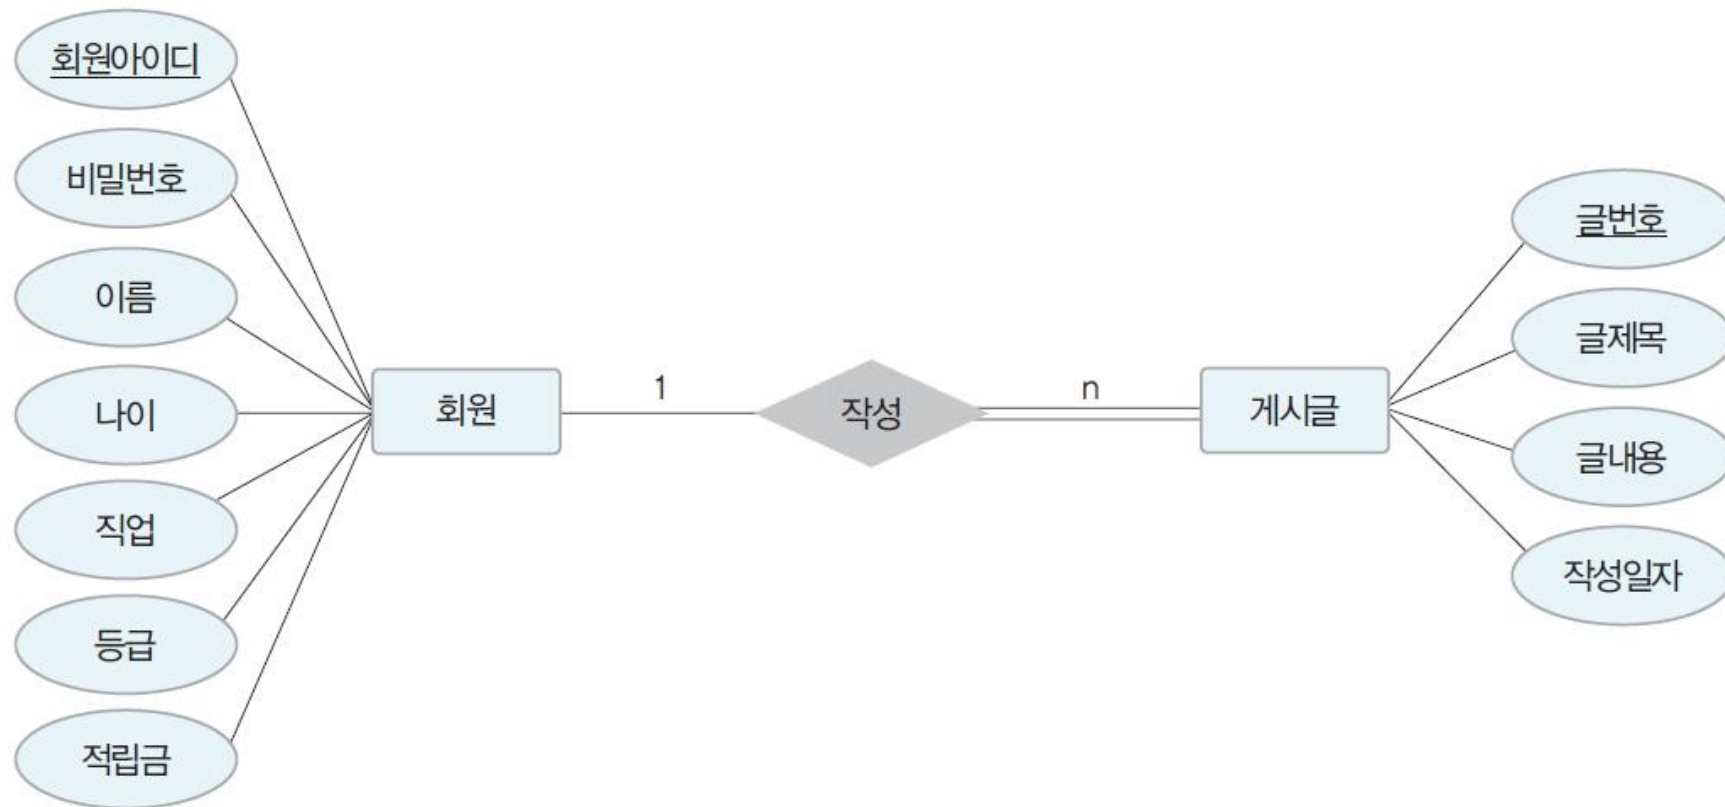 회원아이디
비밀번호
이름
나이
직업
등급
적립금
회원
1
작성
n
게시글
글번호
글제목
글내용
작성일자